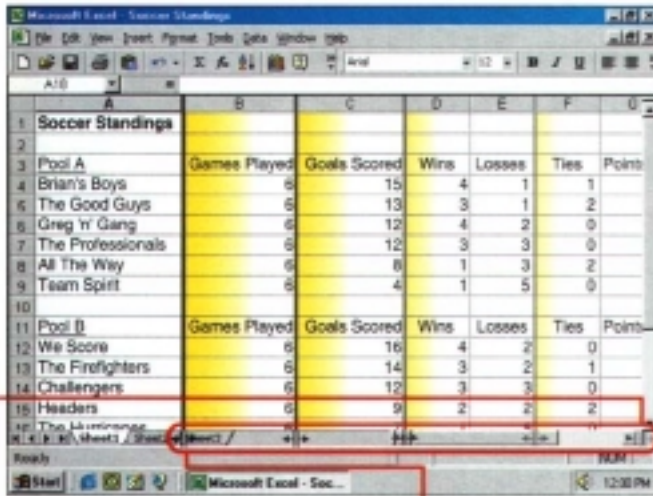 Microsoft Excel - Soccer Standings
File Edit View Insert Format Tools Data Window Help
Arial 12 B I U
A18 =
A B C D E F G
1 Soccer Standings
2
3 Pool A Games Played Goals Scored Wins Losses Ties Points
4 Brian's Boys 6 15 4 1 1
5 The Good Guys 6 13 3 1 2
6 Greg 'n' Gang 6 12 4 2 0
7 The Professionals 6 12 3 3 0
8 All The Way 6 8 1 3 2
9 Team Spirit 6 4 1 5 0
10
11 Pool B Games Played Goals Scored Wins Losses Ties Points
12 We Score 6 16 4 2 0
13 The Firefighters 6 14 3 2 1
14 Challengers 6 12 3 3 0
15 Headers 6 9 2 2 2
16 The Hurricanes
Sheet1
Ready NUM
Start Microsoft Excel - Soc... 12:00 PM